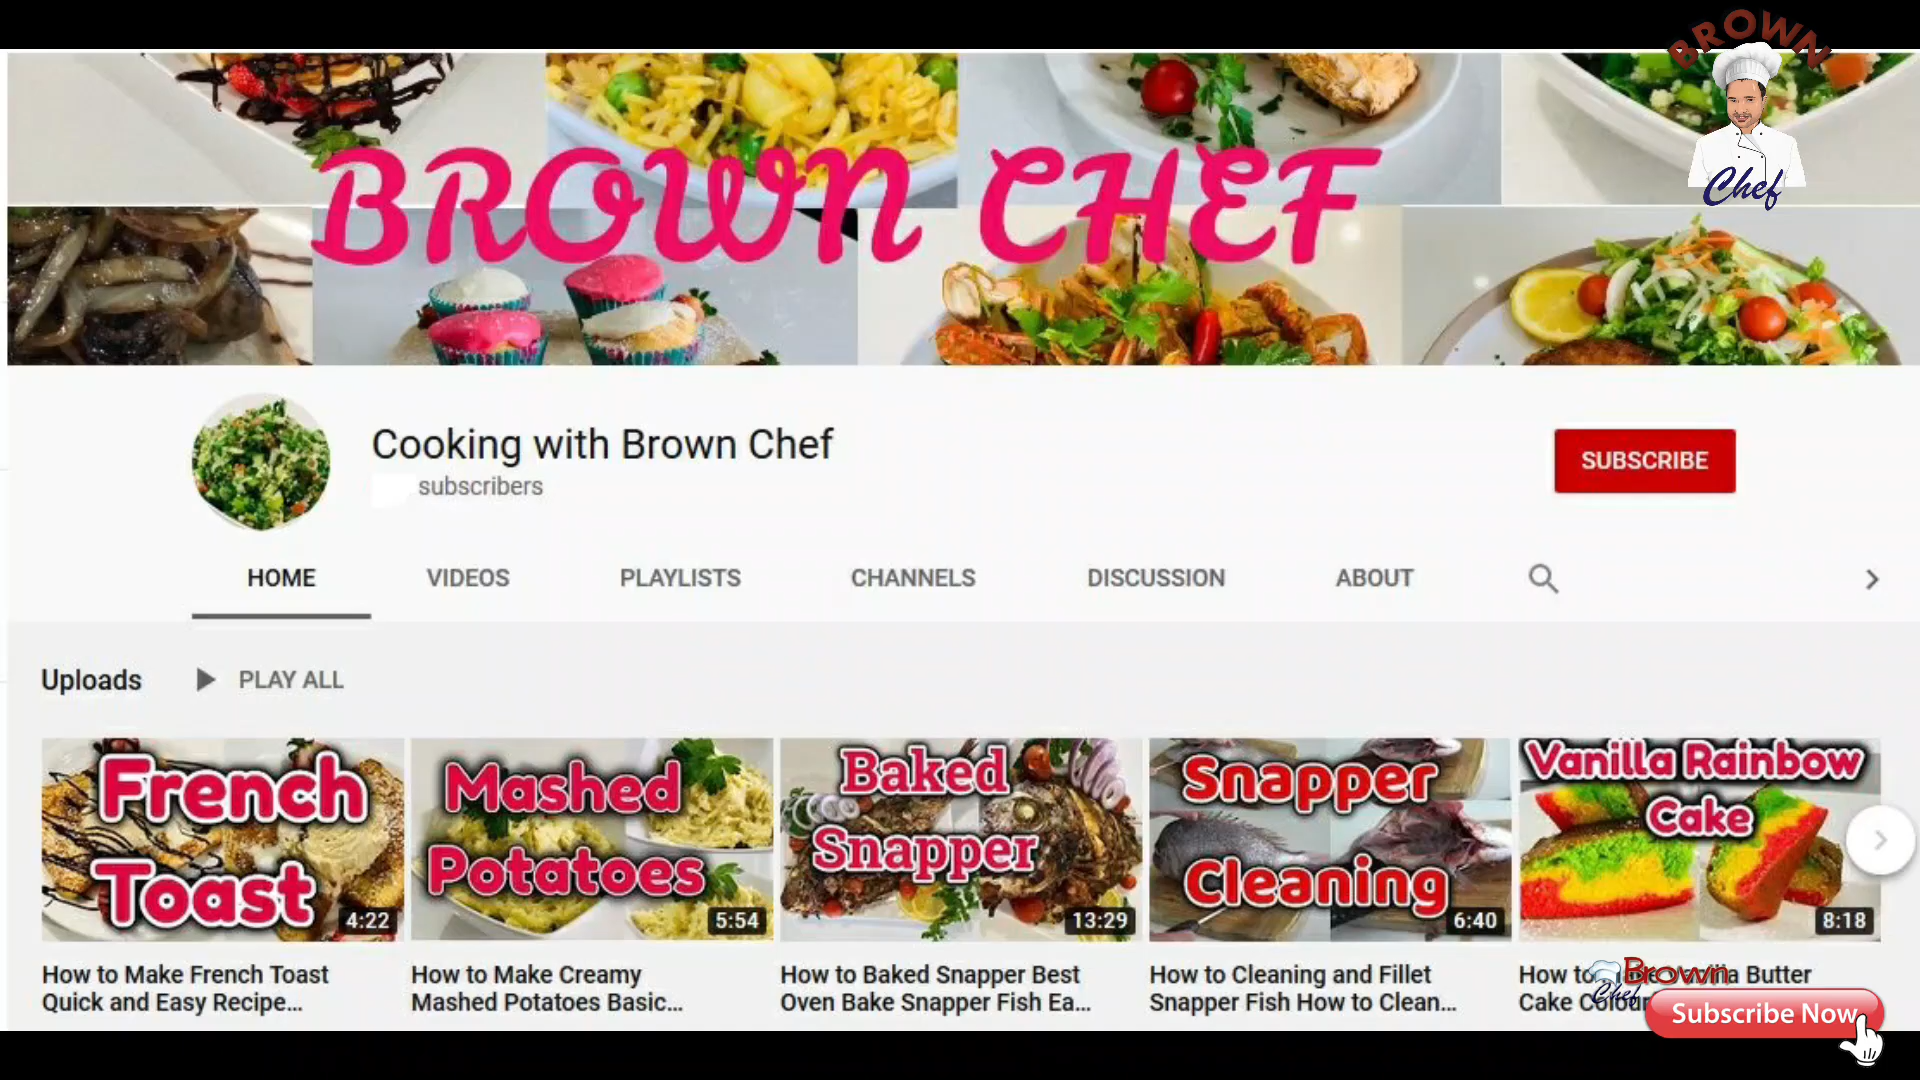 BROWN
Chef
BROWN CHEF
Cooking with Brown Chef
subscribers
SUBSCRIBE
HOME
VIDEOS
PLAYLISTS
CHANNELS
DISCUSSION
ABOUT
Uploads
PLAY ALL
French
Toast
4:22
Mashed
Potatoes
5:54
Baked
Snapper
13:29
Snapper
Cleaning
6:40
Vanilla Rainbow
Cake
8:18
How to Make French Toast
Quick and Easy Recipe...
How to Make Creamy
Mashed Potatoes Basic...
How to Baked Snapper Best
Oven Bake Snapper Fish Ea...
How to Cleaning and Fillet
Snapper Fish How to Clean...
How to Butter
Cake
Brown
Chef
Subscribe Now